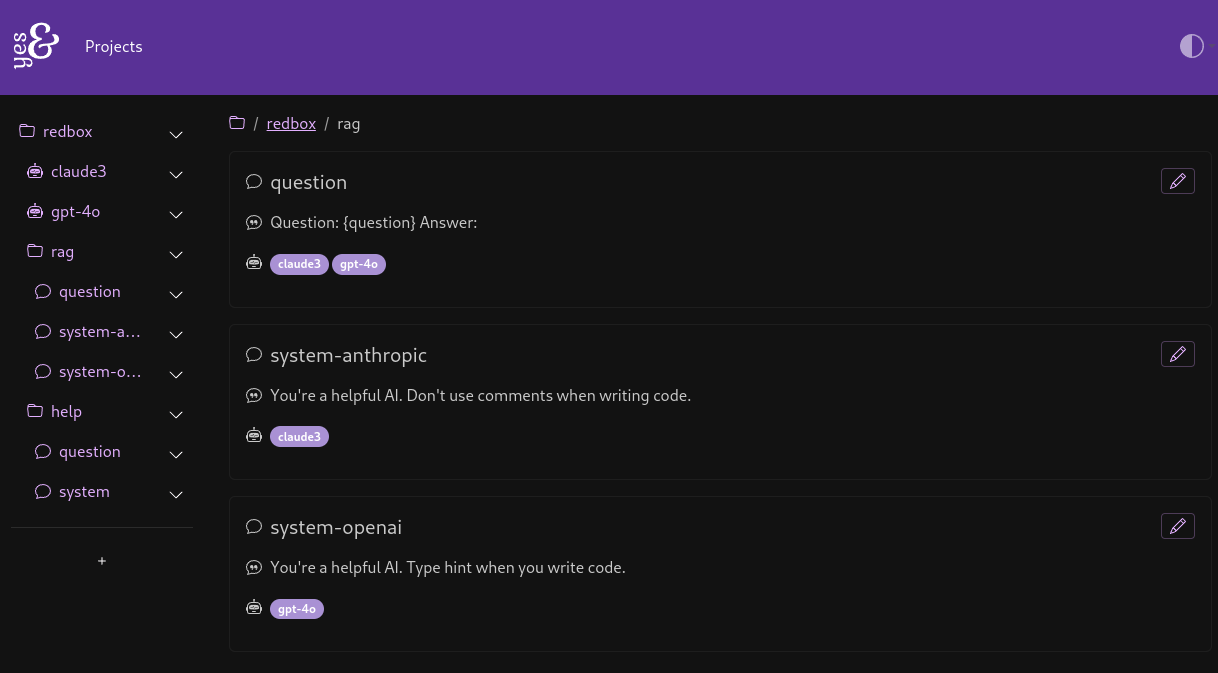 yes&
Projects
redbox
claude3
gpt-4o
rag
question
system-a...
system-o...
help
question
system
+
/ redbox / rag
question
Question: {question} Answer:
claude3 gpt-4o
system-anthropic
You're a helpful AI. Don't use comments when writing code.
claude3
system-openai
You're a helpful AI. Type hint when you write code.
gpt-4o